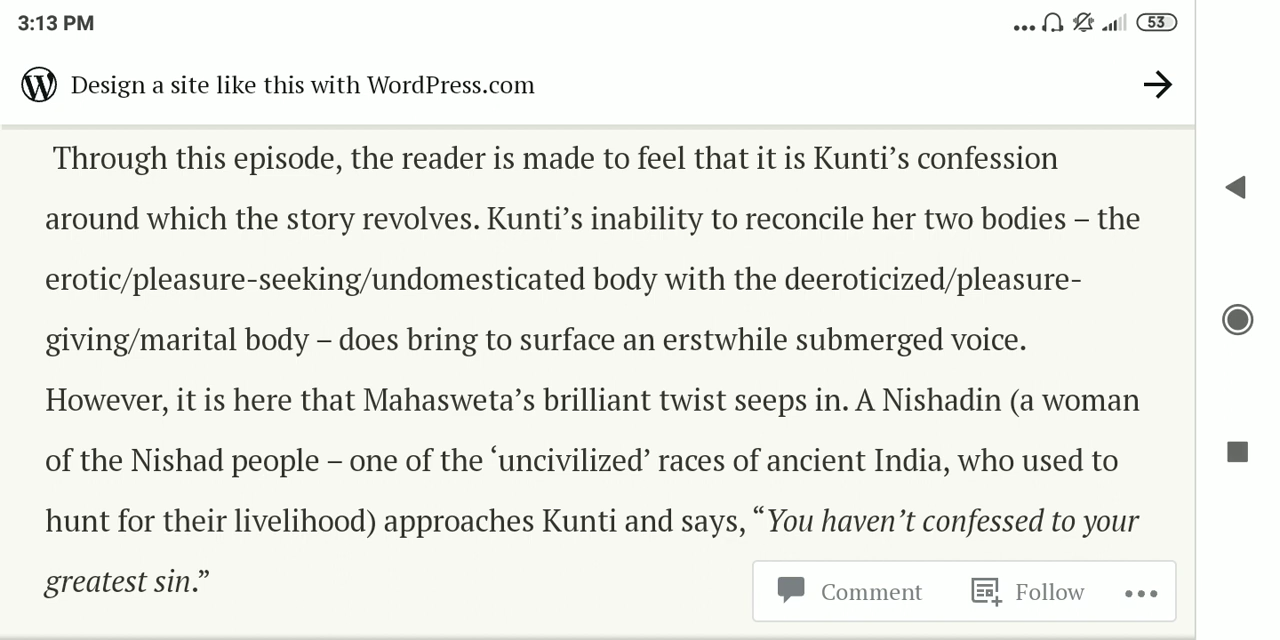 3:13 PM
53
Design a site like this with WordPress.com
Through this episode, the reader is made to feel that it is Kunti’s confession
around which the story revolves. Kunti’s inability to reconcile her two bodies – the
erotic/pleasure-seeking/undomesticated body with the deeroticized/pleasure-
giving/marital body – does bring to surface an erstwhile submerged voice.
However, it is here that Mahasweta’s brilliant twist seeps in. A Nishadin (a woman
of the Nishad people – one of the ‘uncivilized’ races of ancient India, who used to
hunt for their livelihood) approaches Kunti and says, “You haven’t confessed to your
greatest sin.”
Comment
Follow